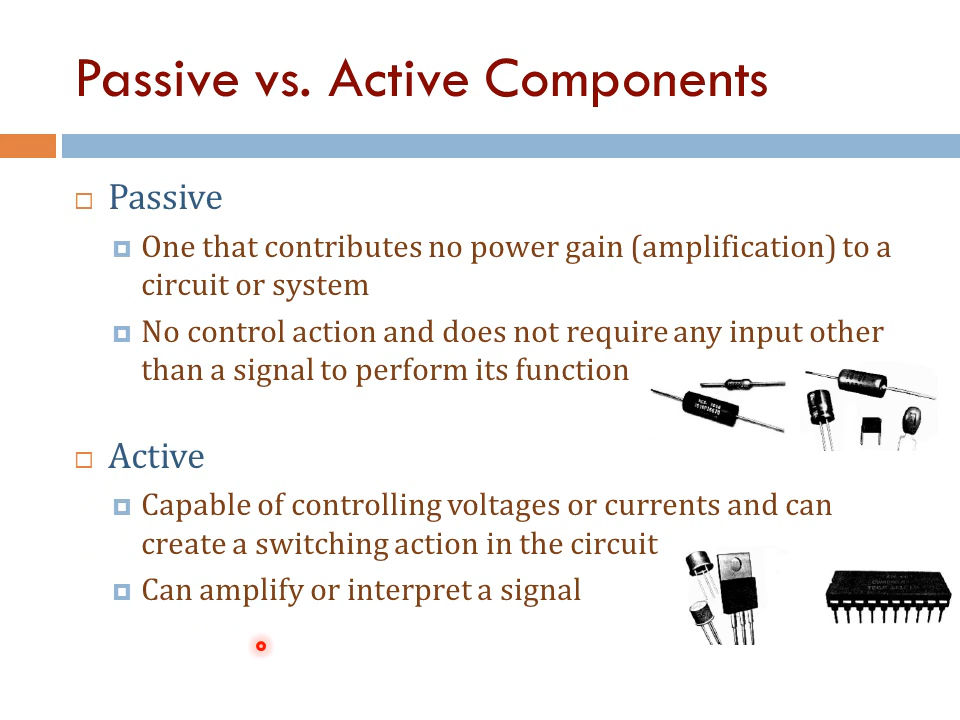 Passive vs. Active Components
Passive
One that contributes no power gain (amplification) to a
circuit or system
No control action and does not require any input other
than a signal to perform its function
Active
Capable of controlling voltages or currents and can
create a switching action in the circuit
Can amplify or interpret a signal